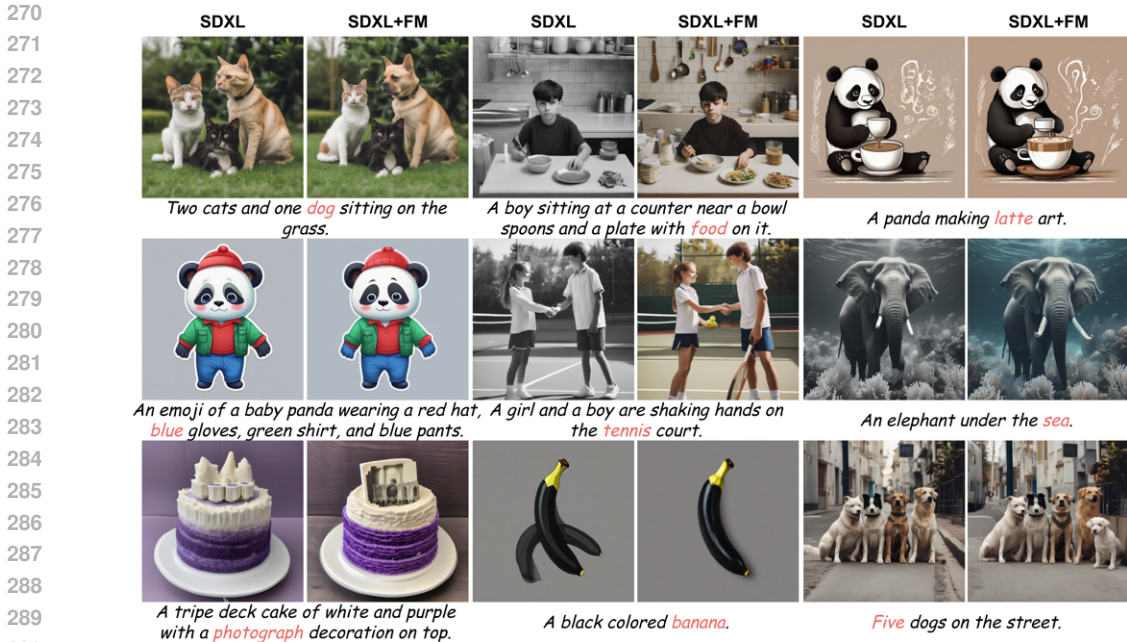 270
271
272
273
274
275
276
277
278
279
280
281
282
283
284
285
286
287
288
289
SDXL SDXL+FM SDXL SDXL+FM SDXL SDXL+FM
Two cats and one dog sitting on the
grass.
A boy sitting at a counter near a bowl
spoons and a plate with food on it.
A panda making latte art.
An emoji of a baby panda wearing a red hat,
blue gloves, green shirt, and blue pants.
A girl and a boy are shaking hands on
the tennis court.
An elephant under the sea.
A tripe deck cake of white and purple
with a photograph decoration on top.
A black colored banana.
Five dogs on the street.